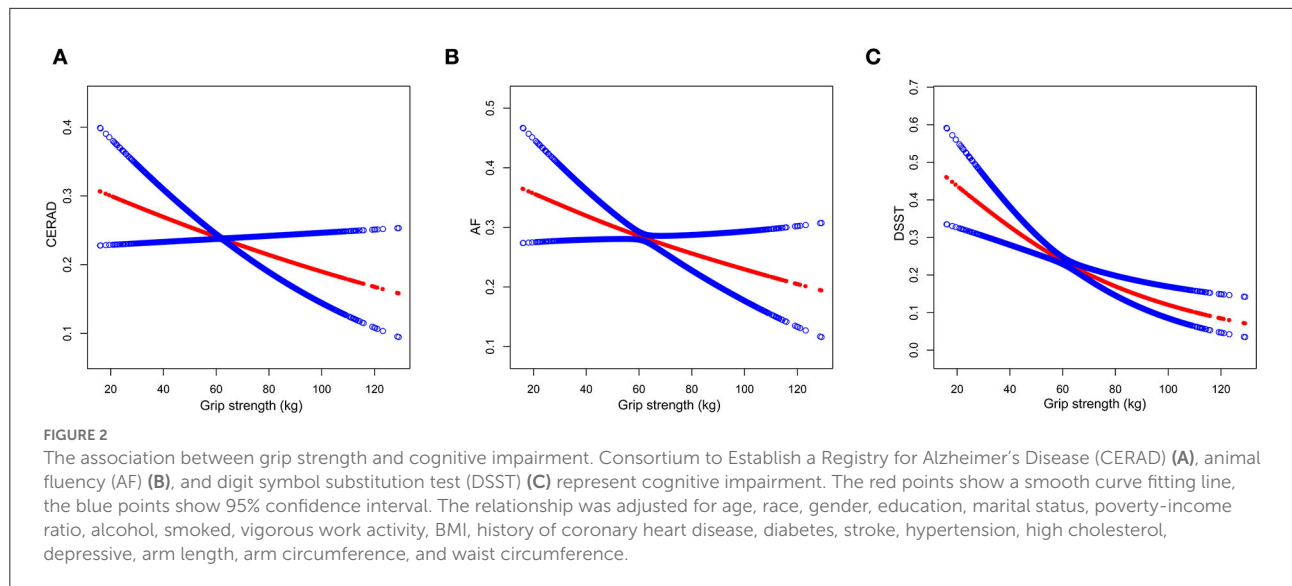 A
B
C
CERAD
0.4
0.3
0.2
0.1
20 40 60 80 100 120
Grip strength (kg)
AF
0.5
0.4
0.3
0.2
0.1
20 40 60 80 100 120
Grip strength (kg)
DSST
0.7
0.6
0.5
0.4
0.3
0.2
0.1
0.0
20 40 60 80 100 120
Grip strength (kg)
FIGURE 2
The association between grip strength and cognitive impairment. Consortium to Establish a Registry for Alzheimer's Disease (CERAD) (A), animal
fluency (AF) (B), and digit symbol substitution test (DSST) (C) represent cognitive impairment. The red points show a smooth curve fitting line,
the blue points show 95% confidence interval. The relationship was adjusted for age, race, gender, education, marital status, poverty-income
ratio, alcohol, smoked, vigorous work activity, BMI, history of coronary heart disease, diabetes, stroke, hypertension, high cholesterol,
depressive, arm length, arm circumference, and waist circumference.